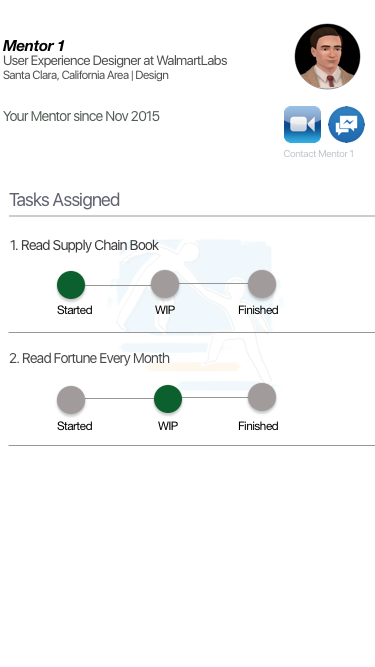 Mentor 1
User Experience Designer at WalmartLabs
Santa Clara, California Area | Design
Your Mentor since Nov 2015
Contact Mentor 1
Tasks Assigned
1. Read Supply Chain Book
Started WIP Finished
2. Read Fortune Every Month
Started WIP Finished